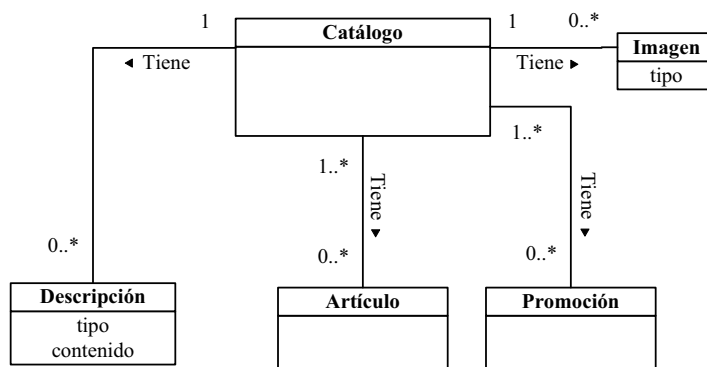 1
Catálogo
1
0..*
◄ Tiene
Tiene ►
Imagen
tipo
1..*
1..*
Tiene ►
Tiene ►
0..*
0..*
0..*
Descripción
tipo
contenido
Artículo
Promoción